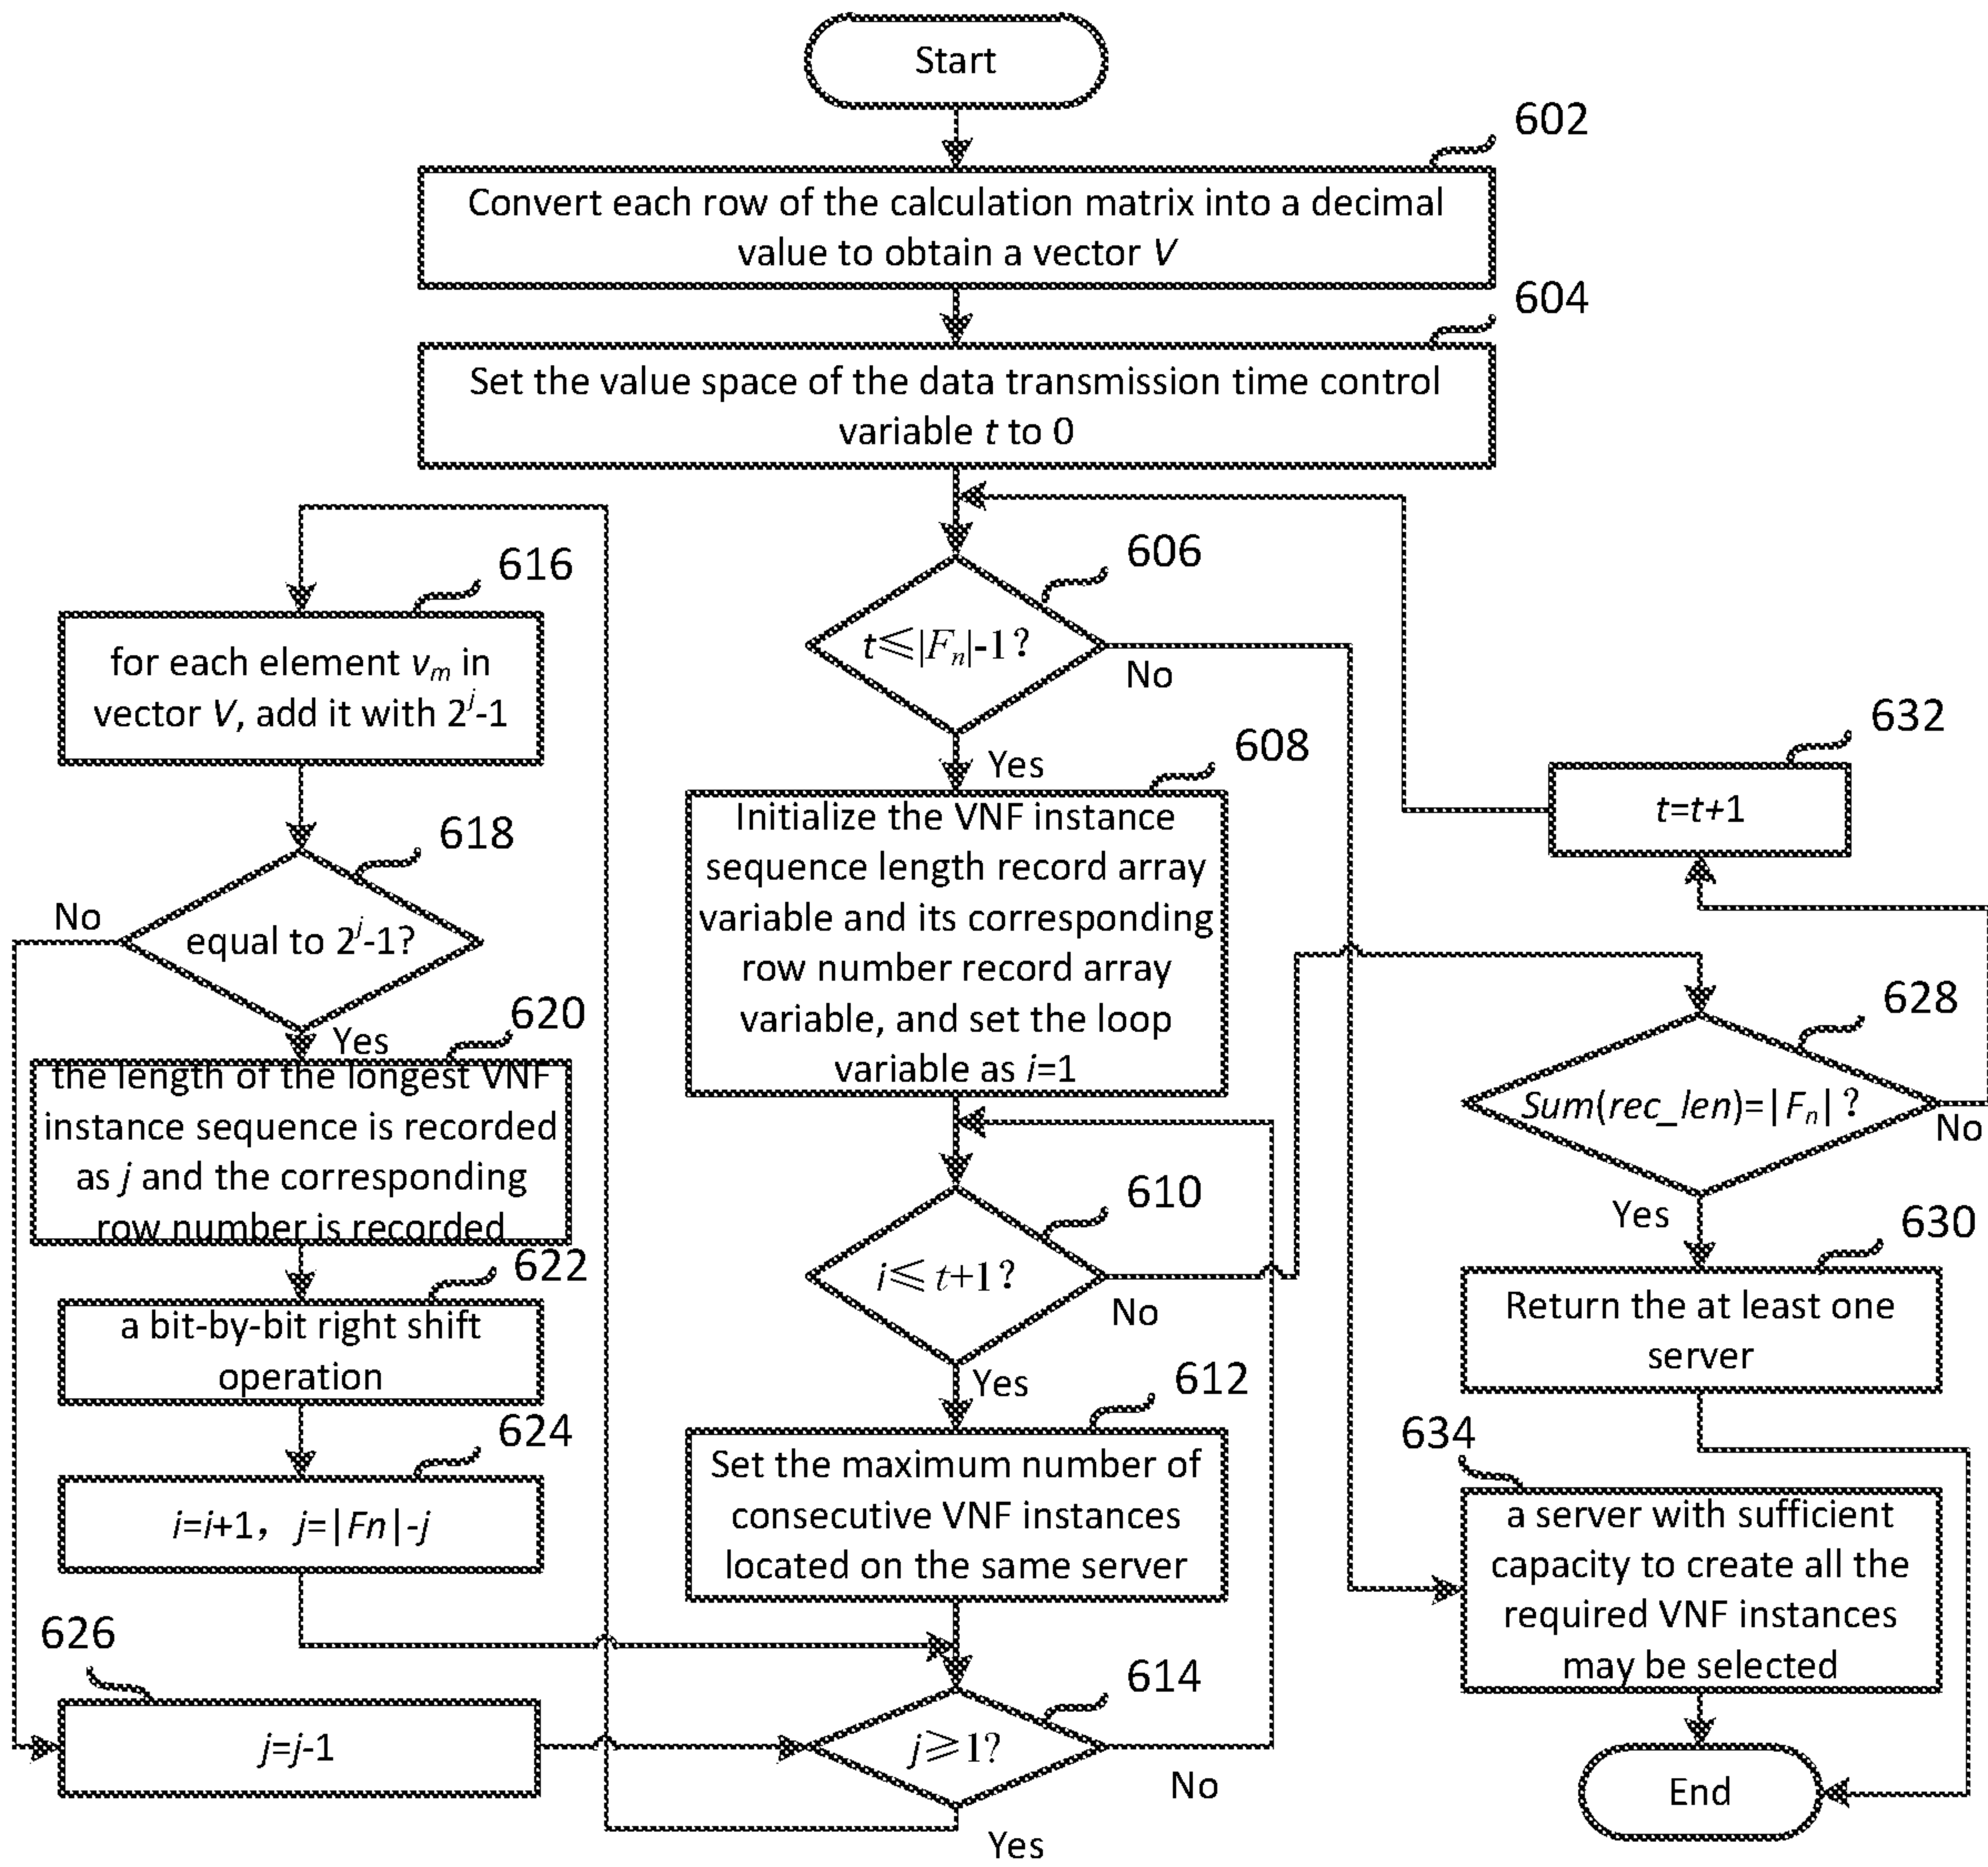 Start
602
Convert each row of the calculation matrix into a decimal
value to obtain a vector V
604
Set the value space of the data transmission time control
variable t to 0
606
t≤|Fn|-1?
No
Yes
608
Initialize the VNF instance
sequence length record array
variable and its corresponding
row number record array
variable, and set the loop
variable as i=1
610
i≤t+1?
No
Yes
612
Set the maximum number of
consecutive VNF instances
located on the same server
614
j≥1?
No
Yes
616
for each element vm in
vector V, add it with 2^j-1
618
equal to 2^j-1?
No
Yes
620
the length of the longest VNF
instance sequence is recorded
as j and the corresponding
row number is recorded
622
a bit-by-bit right shift
operation
624
i=i+1, j=|Fn|-j
626
j=j-1
632
t=t+1
628
Sum(rec_len)=|Fn|?
No
Yes
630
Return the at least one
server
634
a server with sufficient
capacity to create all the
required VNF instances
may be selected
End